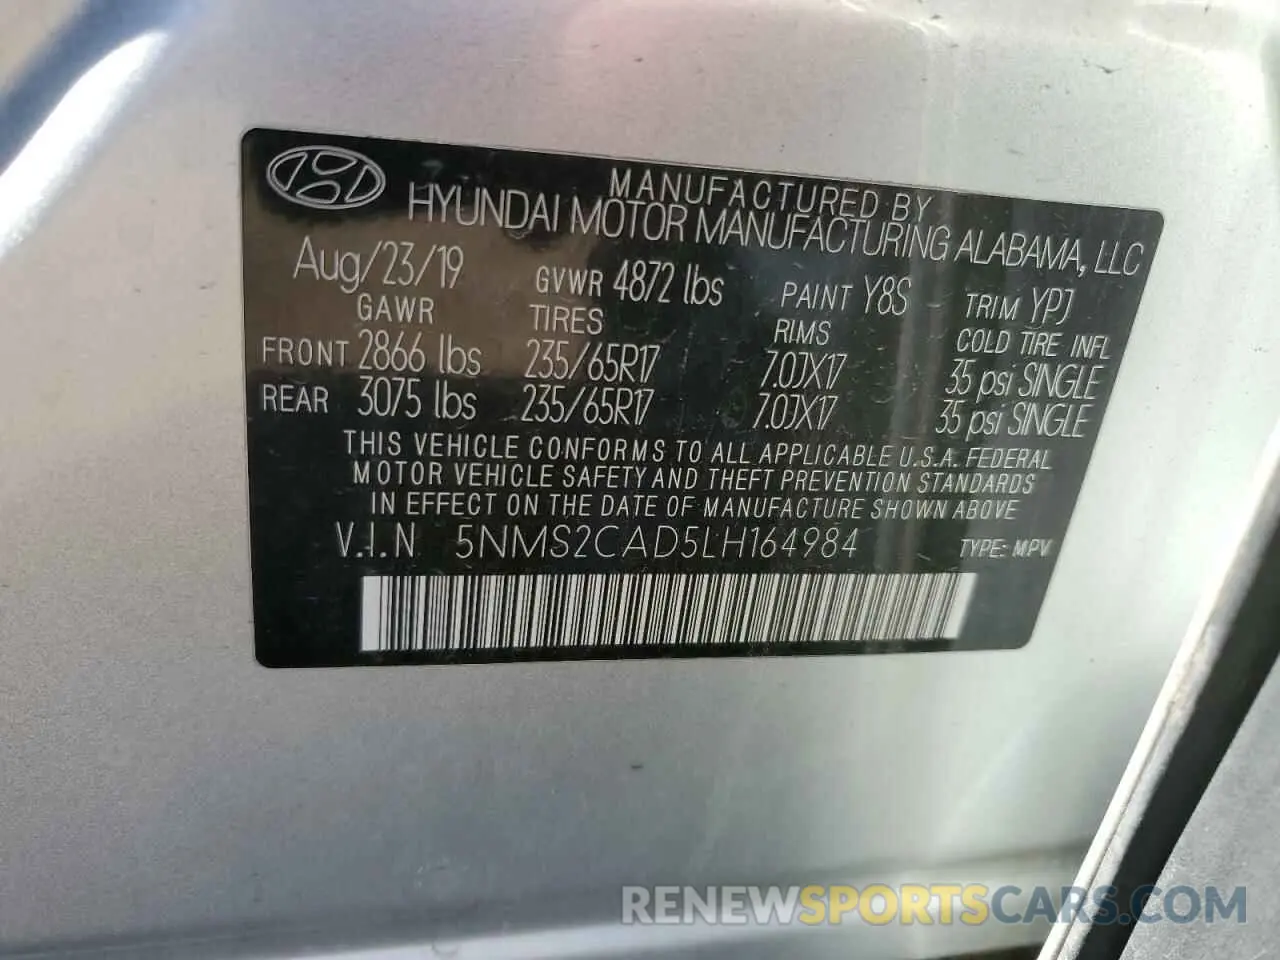 MANUFACTURED BY
HYUNDAI MOTOR MANUFACTURING ALABAMA, LLC
Aug/23/19 GVWR 4872 lbs PAINT Y8S TRIM YPJ
GAWR TIRES RIMS COLD TIRE INFL
FRONT 2866 lbs 235/65R17 7.0JX17 35 psi SINGLE
REAR 3075 lbs 235/65R17 7.0JX17 35 psi SINGLE
THIS VEHICLE CONFORMS TO ALL APPLICABLE U.S.A. FEDERAL
MOTOR VEHICLE SAFETY AND THEFT PREVENTION STANDARDS
IN EFFECT ON THE DATE OF MANUFACTURE SHOWN ABOVE
V.I.N 5NMS2CAD5LH164984 TYPE: MPV
RENEWSPORTSCARS.COM